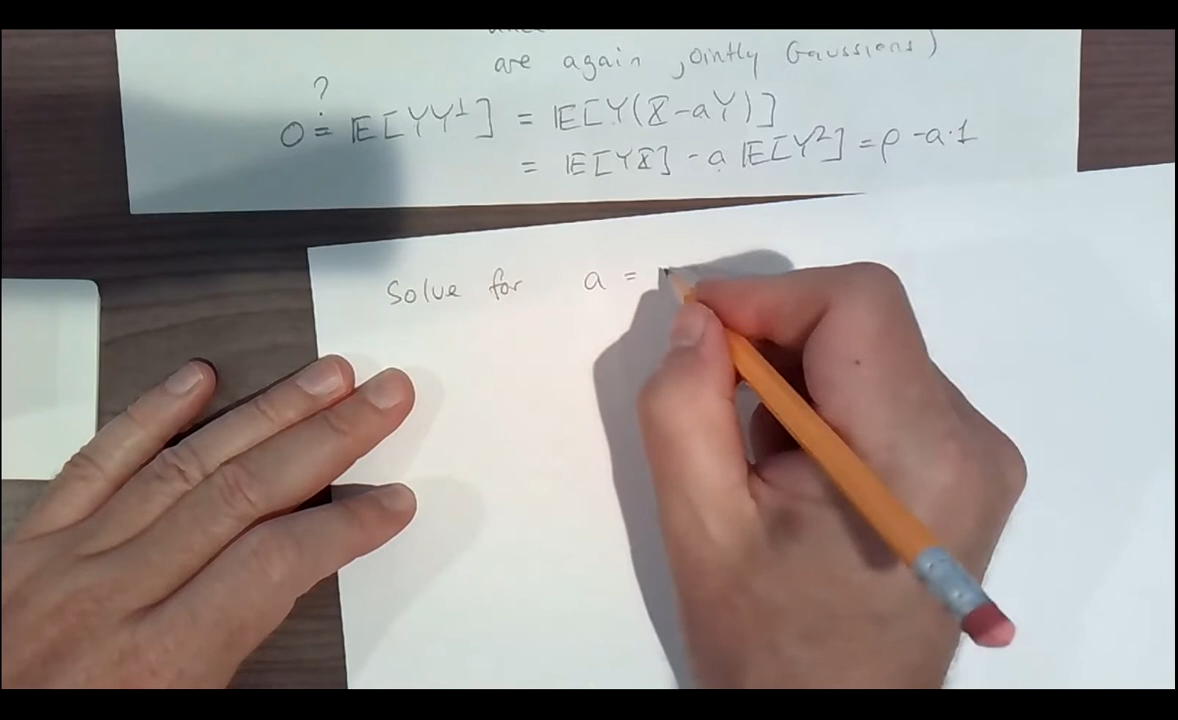 are again jointly Gaussians)
?
0 = E[YY⊥] = E[Y(X-aY)]
= E[YX] - a E[Y²] = ρ - a·1
Solve for a =